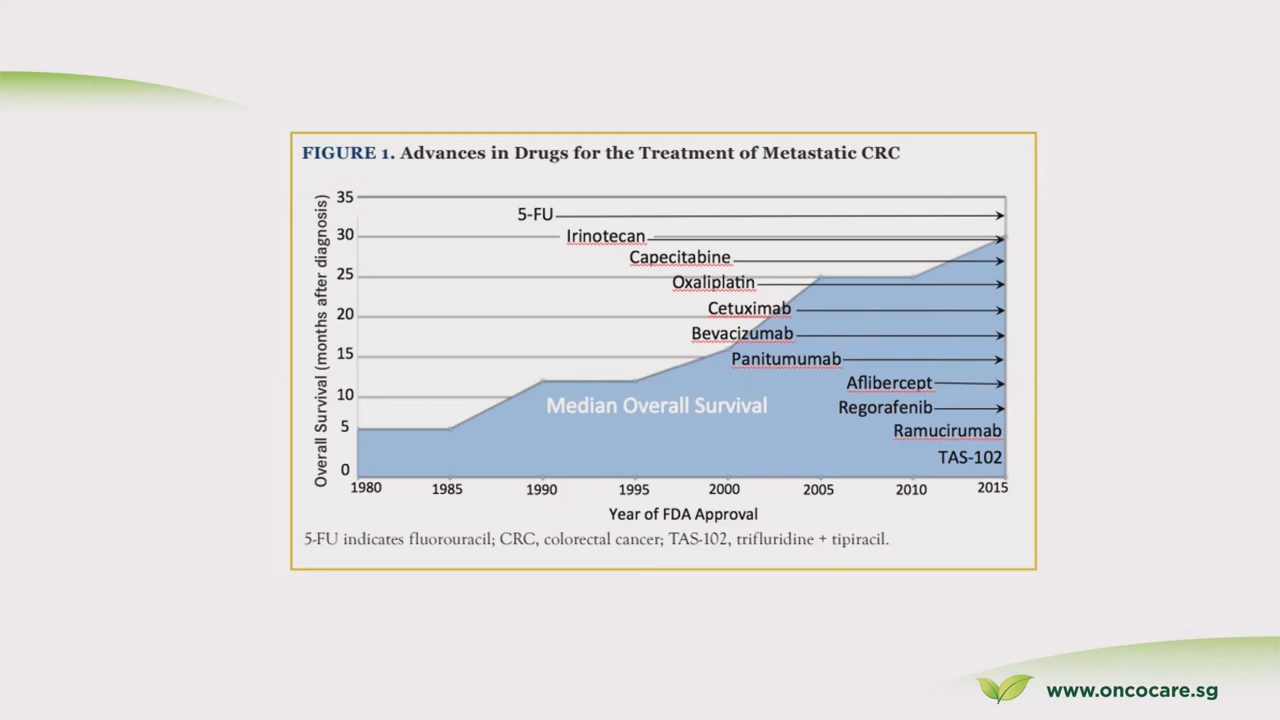 FIGURE 1. Advances in Drugs for the Treatment of Metastatic CRC
Overall Survival (months after diagnosis)
35
30
25
20
15
10
5
0
5-FU
Irinotecan
Capecitabine
Oxaliplatin
Cetuximab
Bevacizumab
Panitumumab
Aflibercept
Regorafenib
Ramucirumab
TAS-102
Median Overall Survival
1980 1985 1990 1995 2000 2005 2010 2015
Year of FDA Approval
5-FU indicates fluorouracil; CRC, colorectal cancer; TAS-102, trifluridine + tipiracil.
www.oncocare.sg